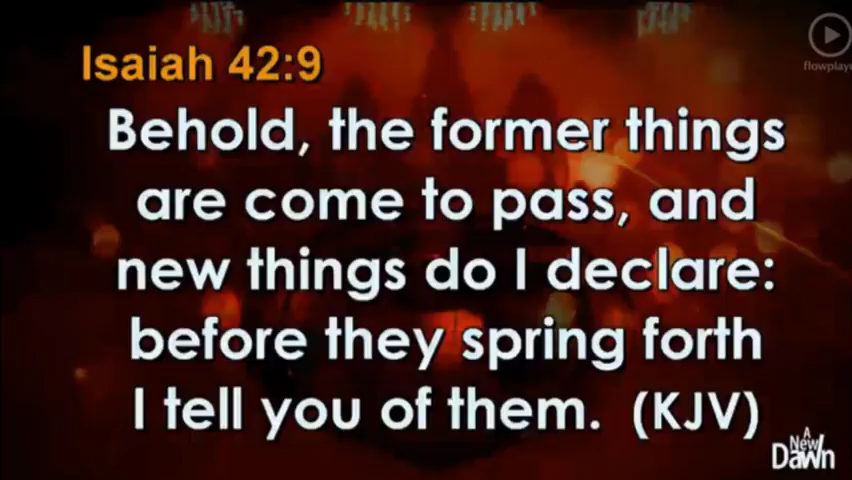 Isaiah 42:9
flowplaye
Behold, the former things
are come to pass, and
new things do I declare:
before they spring forth
I tell you of them. (KJV)
A
New
Dawn